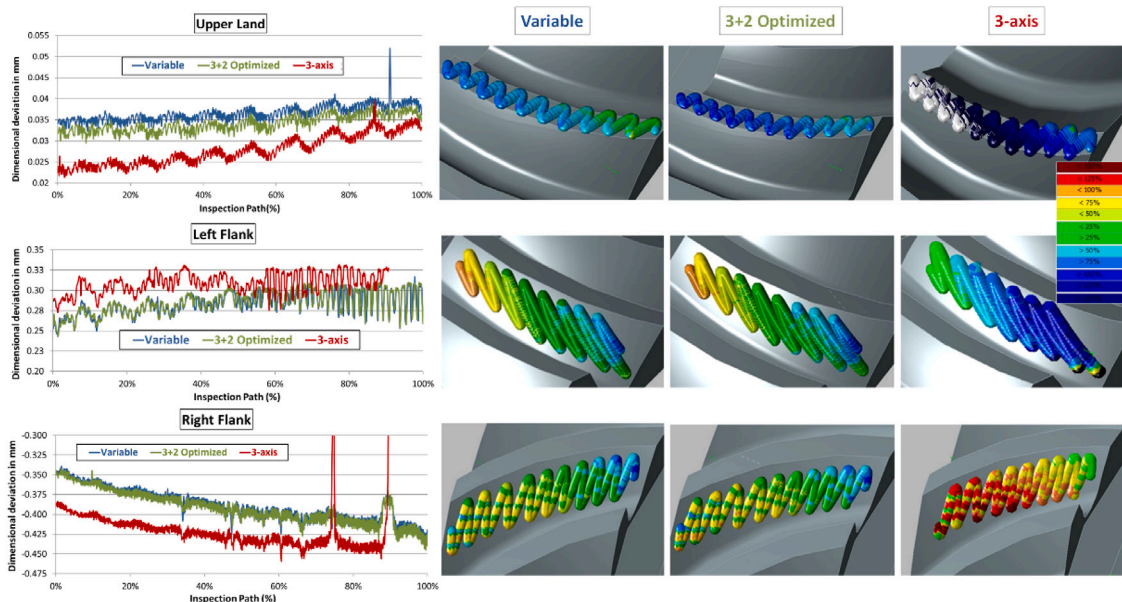 Upper Land
Variable
3+2 Optimized
3-axis
Dimensional deviation in mm
0.055
0.05
0.045
0.04
0.035
0.03
0.025
0.02
Variable 3+2 Optimized 3-axis
0% 20% 40% 60% 80% 100%
Inspection Path(%)
< 125%
< 100%
< 75%
< 50%
< 25%
> 25%
> 50%
> 75%
Left Flank
Dimensional deviation in mm
0.35
0.33
0.30
0.28
0.25
0.23
0.20
Variable 3+2 Optimized 3-axis
0% 20% 40% 60% 80% 100%
Inspection Path (%)
Right Flank
Dimensional deviation in mm
-0.300
-0.325
-0.350
-0.375
-0.400
-0.425
-0.450
-0.475
Variable 3+2 Optimized 3-axis
0% 20% 40% 60% 80% 100%
Inspection Path (%)